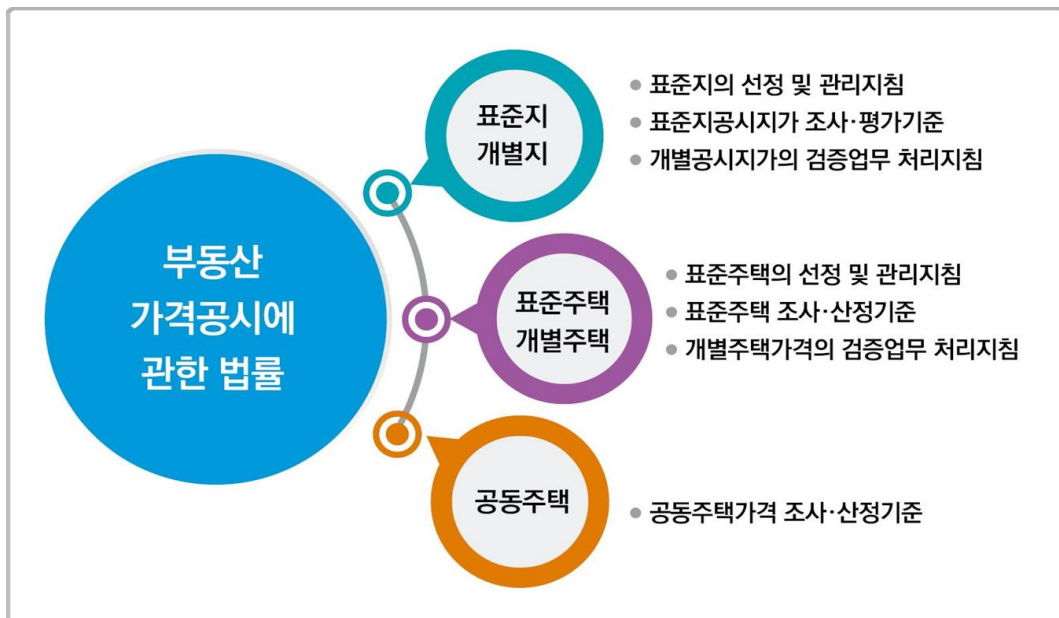 부동산
가격공시에
관한 법률
표준지
개별지
● 표준지의 선정 및 관리지침
● 표준지공시지가 조사·평가기준
● 개별공시지가의 검증업무 처리지침
표준주택
개별주택
● 표준주택의 선정 및 관리지침
● 표준주택 조사·산정기준
● 개별주택가격의 검증업무 처리지침
공동주택
● 공동주택가격 조사·산정기준